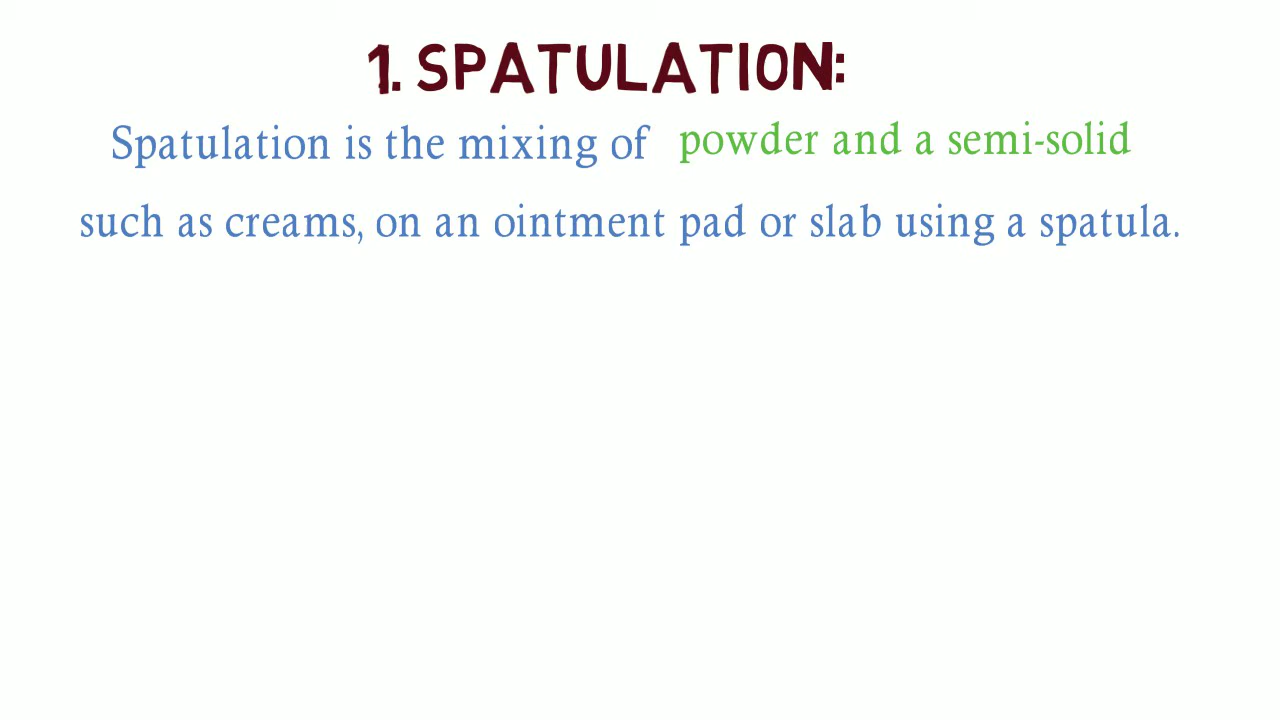 1. SPATULATION:
Spatulation is the mixing of powder and a semi-solid
such as creams, on an ointment pad or slab using a spatula.